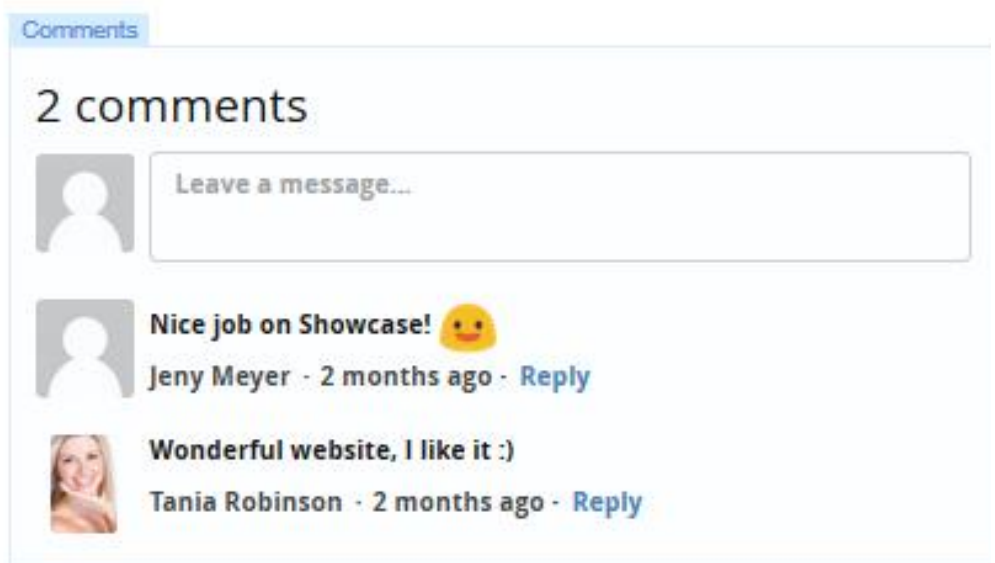 Comments
2 comments
Leave a message...
Nice job on Showcase!
Jeny Meyer · 2 months ago · Reply
Wonderful website, I like it :)
Tania Robinson · 2 months ago · Reply